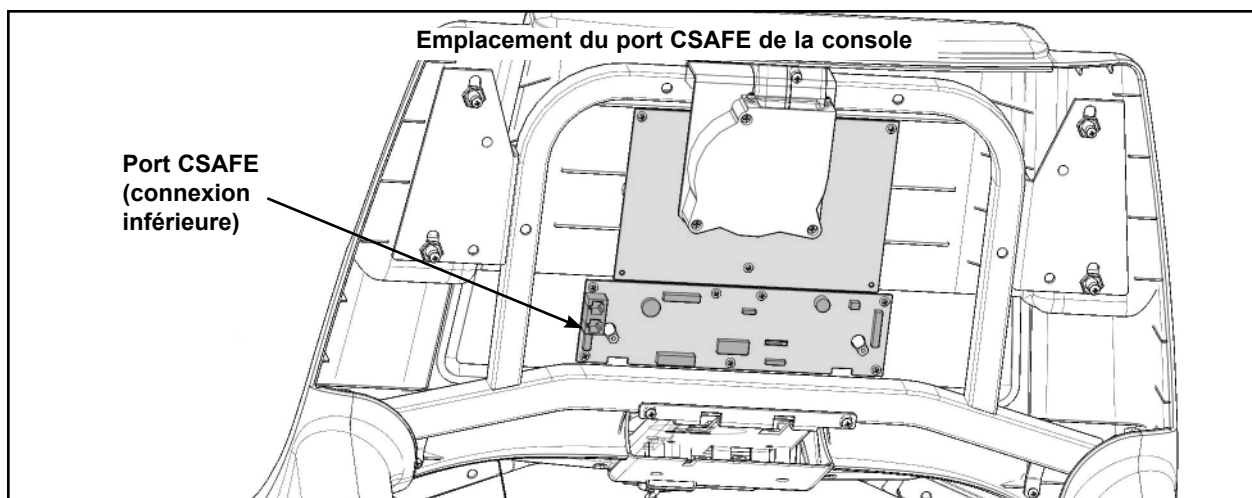 Emplacement du port CSAFE de la console
Port CSAFE
(connexion
inférieure)